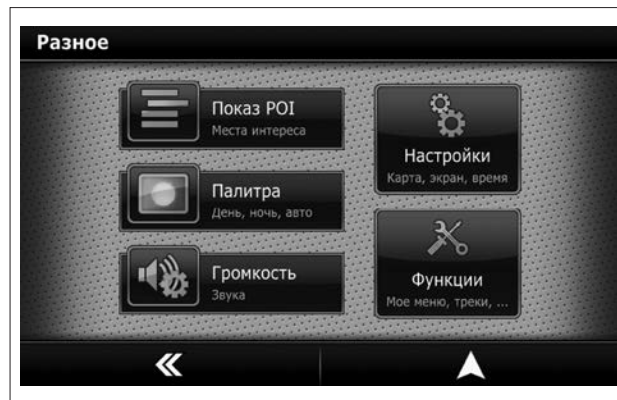 Разное
Показ POI
Места интереса
Палитра
День, ночь, авто
Громкость
Звука
Настройки
Карта, экран, время
Функции
Мое меню, треки, ...